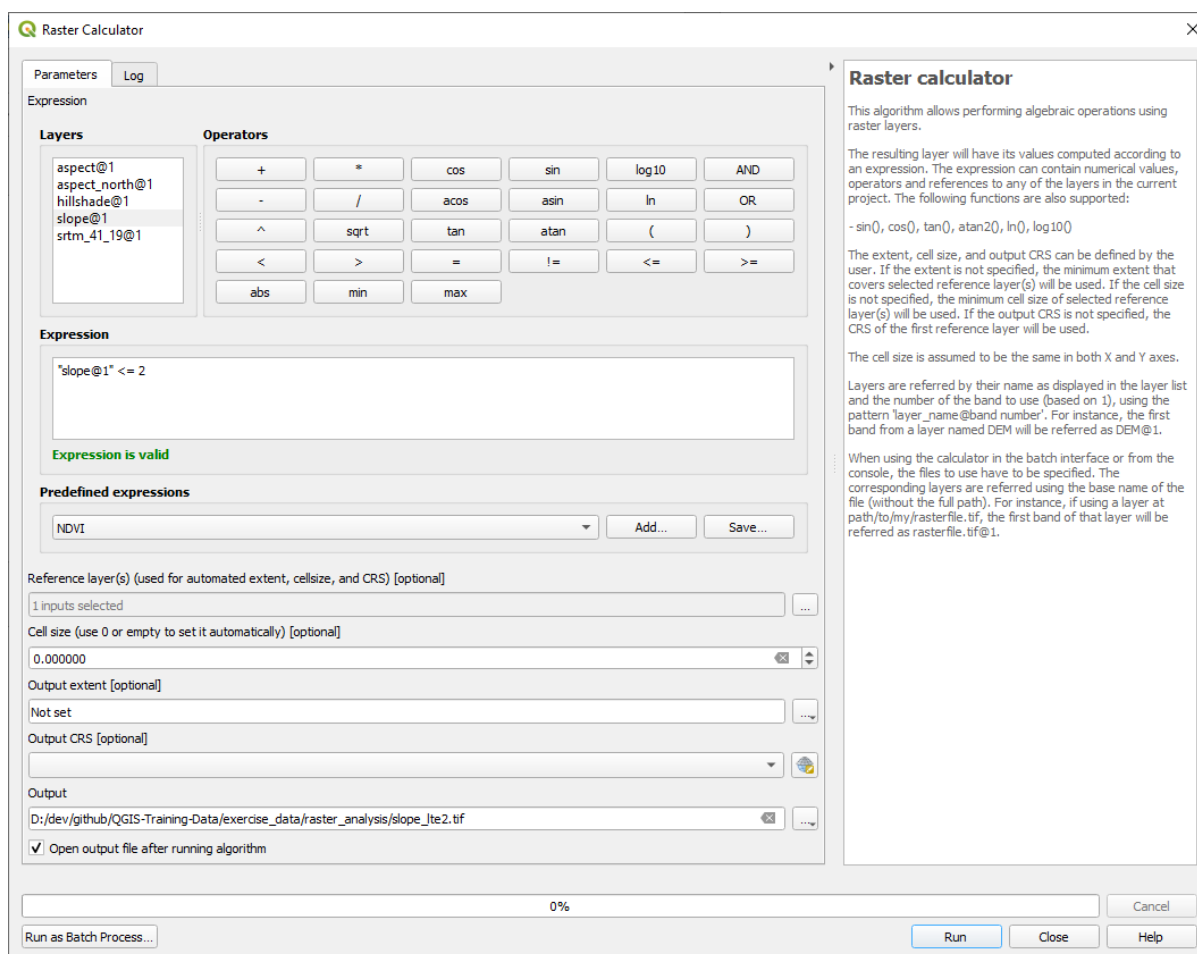 Raster Calculator
Parameters
Log
Expression
Layers
Operators
aspect@1
aspect_north@1
hillshade@1
slope@1
srtm_41_19@1
+ * cos sin log10 AND
- / acos asin ln OR
^ sqrt tan atan ( )
< > = != <= >=
abs min max
Expression
"slope@1" <= 2
Expression is valid
Predefined expressions
NDVI
Add...
Save...
Reference layer(s) (used for automated extent, cellsize, and CRS) [optional]
1 inputs selected
...
Cell size (use 0 or empty to set it automatically) [optional]
0.000000
Output extent [optional]
Not set
...
Output CRS [optional]
Output
D:/dev/github/QGIS-Training-Data/exercise_data/raster_analysis/slope_lte2.tif
...
Open output file after running algorithm
Raster calculator
This algorithm allows performing algebraic operations using
raster layers.
The resulting layer will have its values computed according to
an expression. The expression can contain numerical values,
operators and references to any of the layers in the current
project. The following functions are also supported:
- sin(), cos(), tan(), atan2(), ln(), log10()
The extent, cell size, and output CRS can be defined by the
user. If the extent is not specified, the minimum extent that
covers selected reference layer(s) will be used. If the cell size
is not specified, the minimum cell size of selected reference
layer(s) will be used. If the output CRS is not specified, the
CRS of the first reference layer will be used.
The cell size is assumed to be the same in both X and Y axes.
Layers are referred by their name as displayed in the layer list
and the number of the band to use (based on 1), using the
pattern 'layer_name@band number'. For instance, the first
band from a layer named DEM will be referred as DEM@1.
When using the calculator in the batch interface or from the
console, the files to use have to be specified. The
corresponding layers are referred using the base name of the
file (without the full path). For instance, if using a layer at
path/to/my/rasterfile.tif, the first band of that layer will be
referred as rasterfile.tif@1.
0%
Cancel
Run as Batch Process...
Run
Close
Help